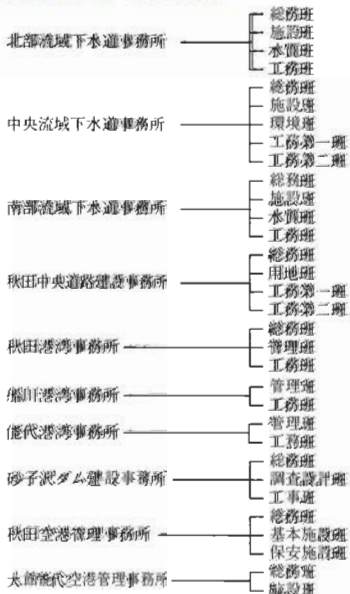 北部流域下水道事務所
総務班
施設班
水質班
工務班
中央流域下水道事務所
総務班
施設班
環境班
工務第一班
工務第二班
南部流域下水道事務所
総務班
施設班
水質班
工務班
秋田中央道路建設事務所
総務班
用地班
工務第一班
工務第二班
秋田港湾事務所
総務班
管理班
工務班
船川港湾事務所
管理班
工務班
能代港湾事務所
管理班
工務班
砂子沢ダム建設事務所
総務班
調査設計班
工事班
秋田空港管理事務所
総務班
基本施設班
保安施設班
大館能代空港管理事務所
総務班
施設班